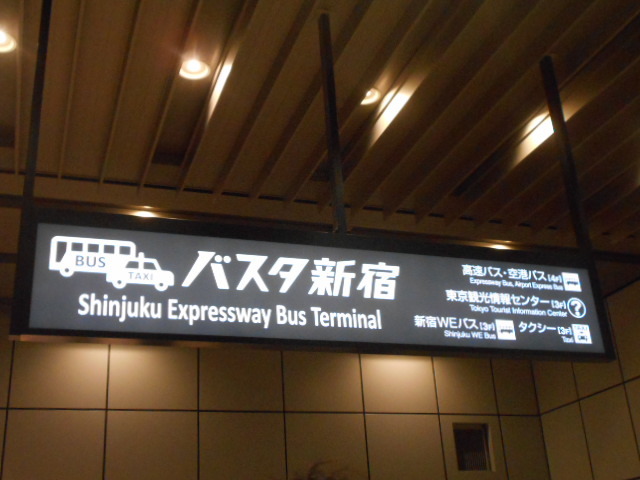 BUS
TAXI
バスタ新宿
Shinjuku Expressway Bus Terminal
高速バス・空港バス [4F]
Expressway Bus, Airport Express Bus
東京観光情報センター [3F] ?
Tokyo Tourist Information Center
新宿WEバス [3F] タクシー [3F]
Shinjuku WE Bus Taxi